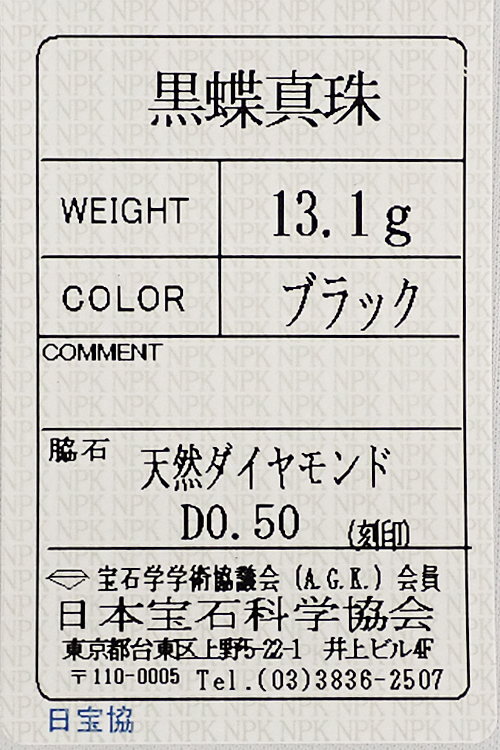 黒蝶真珠
WEIGHT 13.1g
COLOR ブラック
COMMENT
脇石 天然ダイヤモンド
D0.50 (刻印)
宝石学学術協議会 (A.G.K.) 会員
日本宝石科学協会
東京都台東区上野5-22-1 井上ビル4F
〒110-0005 Tel.(03)3836-2507
日宝協